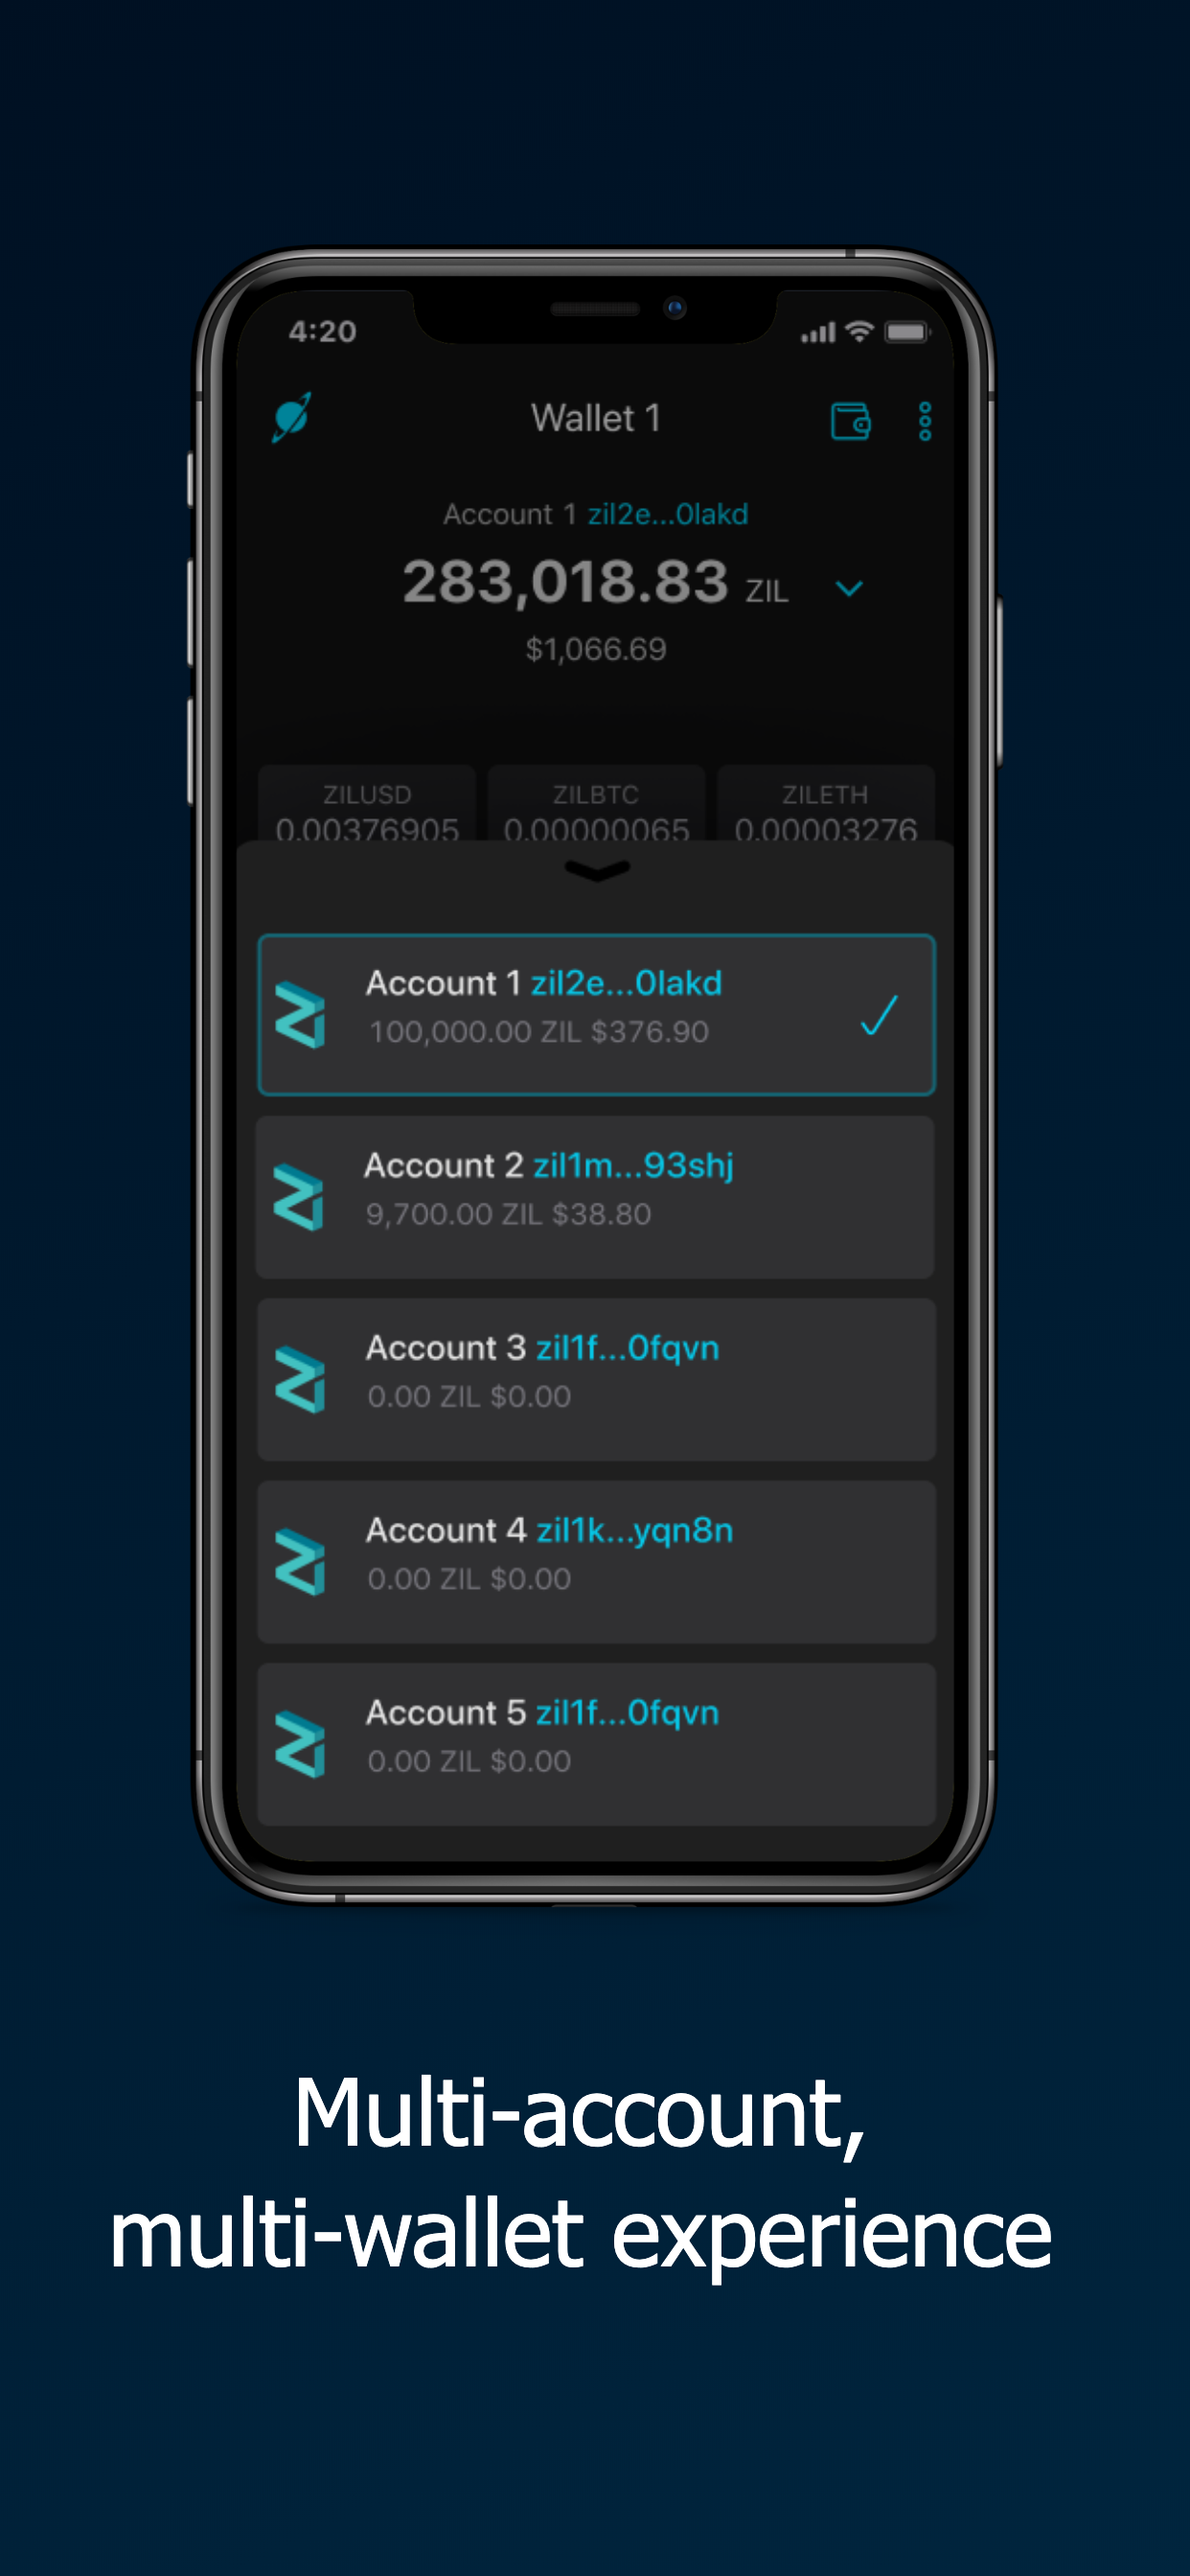 4:20
Wallet 1
Account 1 zil2e...0lakd
283,018.83 ZIL
$1,066.69
ZILUSD ZILBTC ZILETH
0.00376905 0.00000065 0.00003276
Account 1 zil2e...0lakd
100,000.00 ZIL $376.90
Account 2 zil1m...93shj
9,700.00 ZIL $38.80
Account 3 zil1f...0fqvn
0.00 ZIL $0.00
Account 4 zil1k...yqn8n
0.00 ZIL $0.00
Account 5 zil1f...0fqvn
0.00 ZIL $0.00
Multi-account,
multi-wallet experience